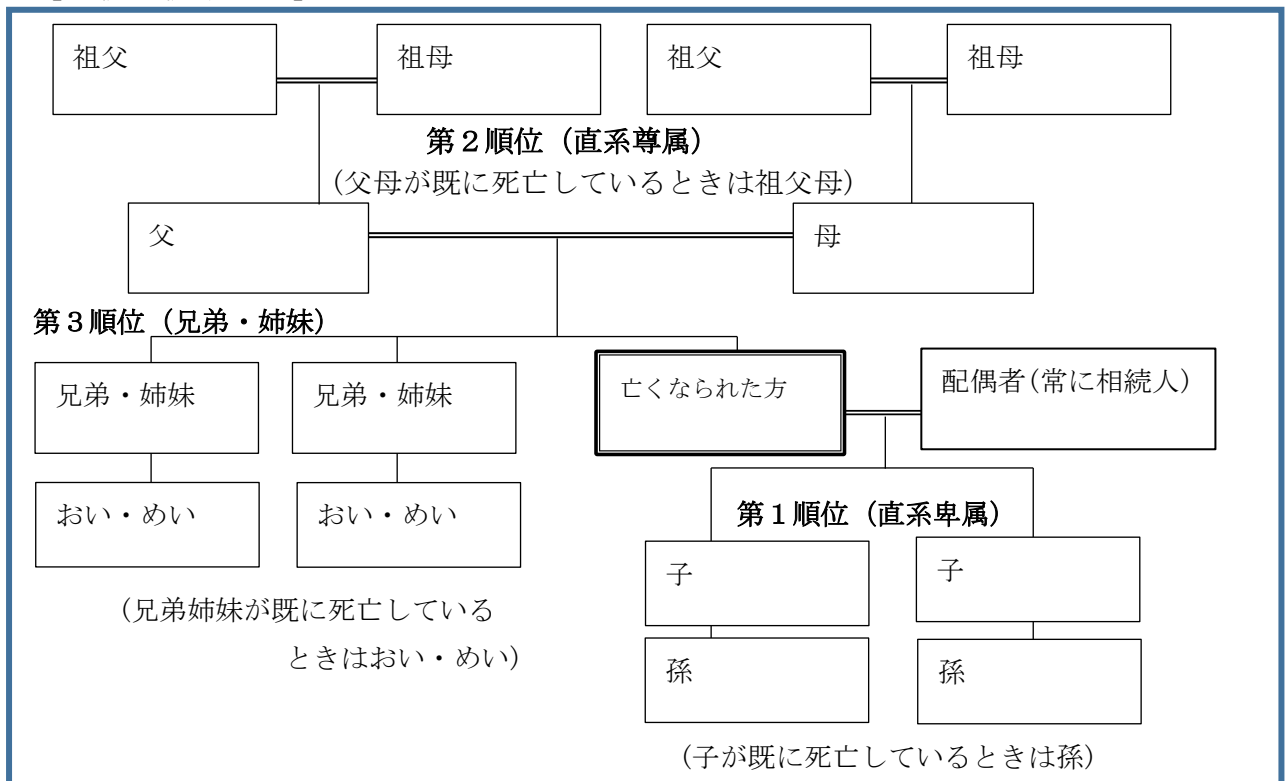 祖父
祖母
祖父
祖母
第2順位(直系尊属)
(父母が既に死亡しているときは祖父母)
父
母
第3順位(兄弟・姉妹)
兄弟・姉妹
兄弟・姉妹
亡くなられた方
配偶者(常に相続人)
おい・めい
おい・めい
第1順位(直系卑属)
子
子
(兄弟姉妹が既に死亡している
ときはおい・めい)
孫
孫
(子が既に死亡しているときは孫)